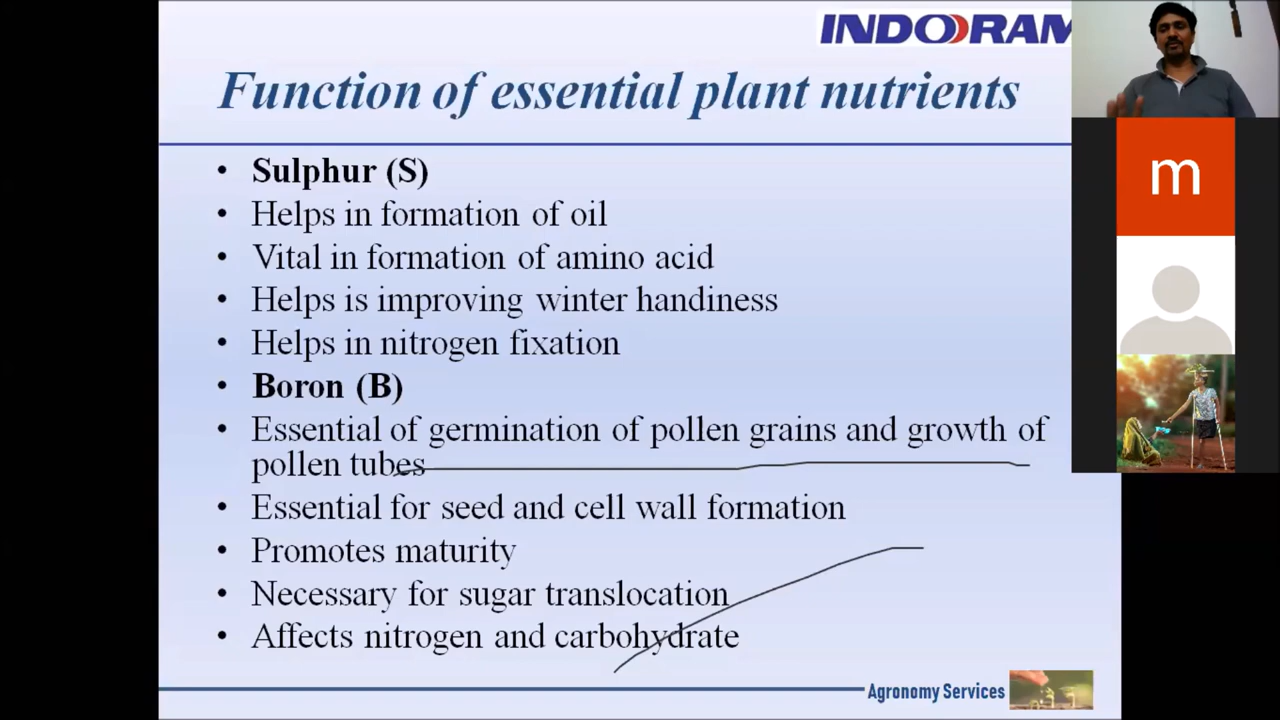 INDORAM
Function of essential plant nutrients
• Sulphur (S)
• Helps in formation of oil
• Vital in formation of amino acid
• Helps is improving winter handiness
• Helps in nitrogen fixation
• Boron (B)
• Essential of germination of pollen grains and growth of
pollen tubes
• Essential for seed and cell wall formation
• Promotes maturity
• Necessary for sugar translocation
• Affects nitrogen and carbohydrate
Agronomy Services
m